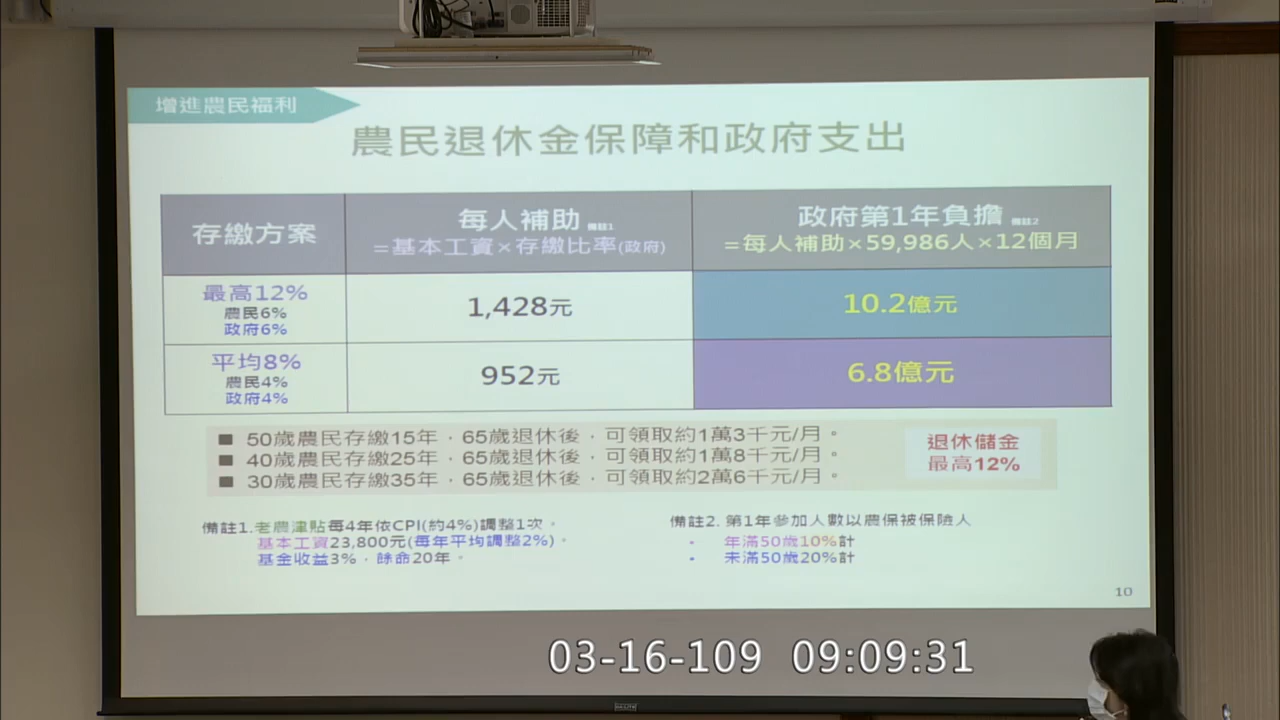 增進農民福利
農民退休金保障和政府支出
存繳方案
每人補助 備註1
=基本工資×存繳比率(政府)
政府第1年負擔 備註2
=每人補助×59,986人×12個月
最高12%
農民6%
政府6%
1,428元
10.2億元
平均8%
農民4%
政府4%
952元
6.8億元
■ 50歲農民存繳15年，65歲退休後，可領取約1萬3千元/月。
■ 40歲農民存繳25年，65歲退休後，可領取約1萬8千元/月。
■ 30歲農民存繳35年，65歲退休後，可領取約2萬6千元/月。
退休儲金
最高12%
備註1.老農津貼每4年依CPI(約4%)調整1次。
基本工資23,800元(每年平均調整2%)。
基金收益3%，餘命20年。
備註2. 第1年參加人數以農保被保險人
• 年滿50歲10%計
• 未滿50歲20%計
10
03-16-109 09:09:31